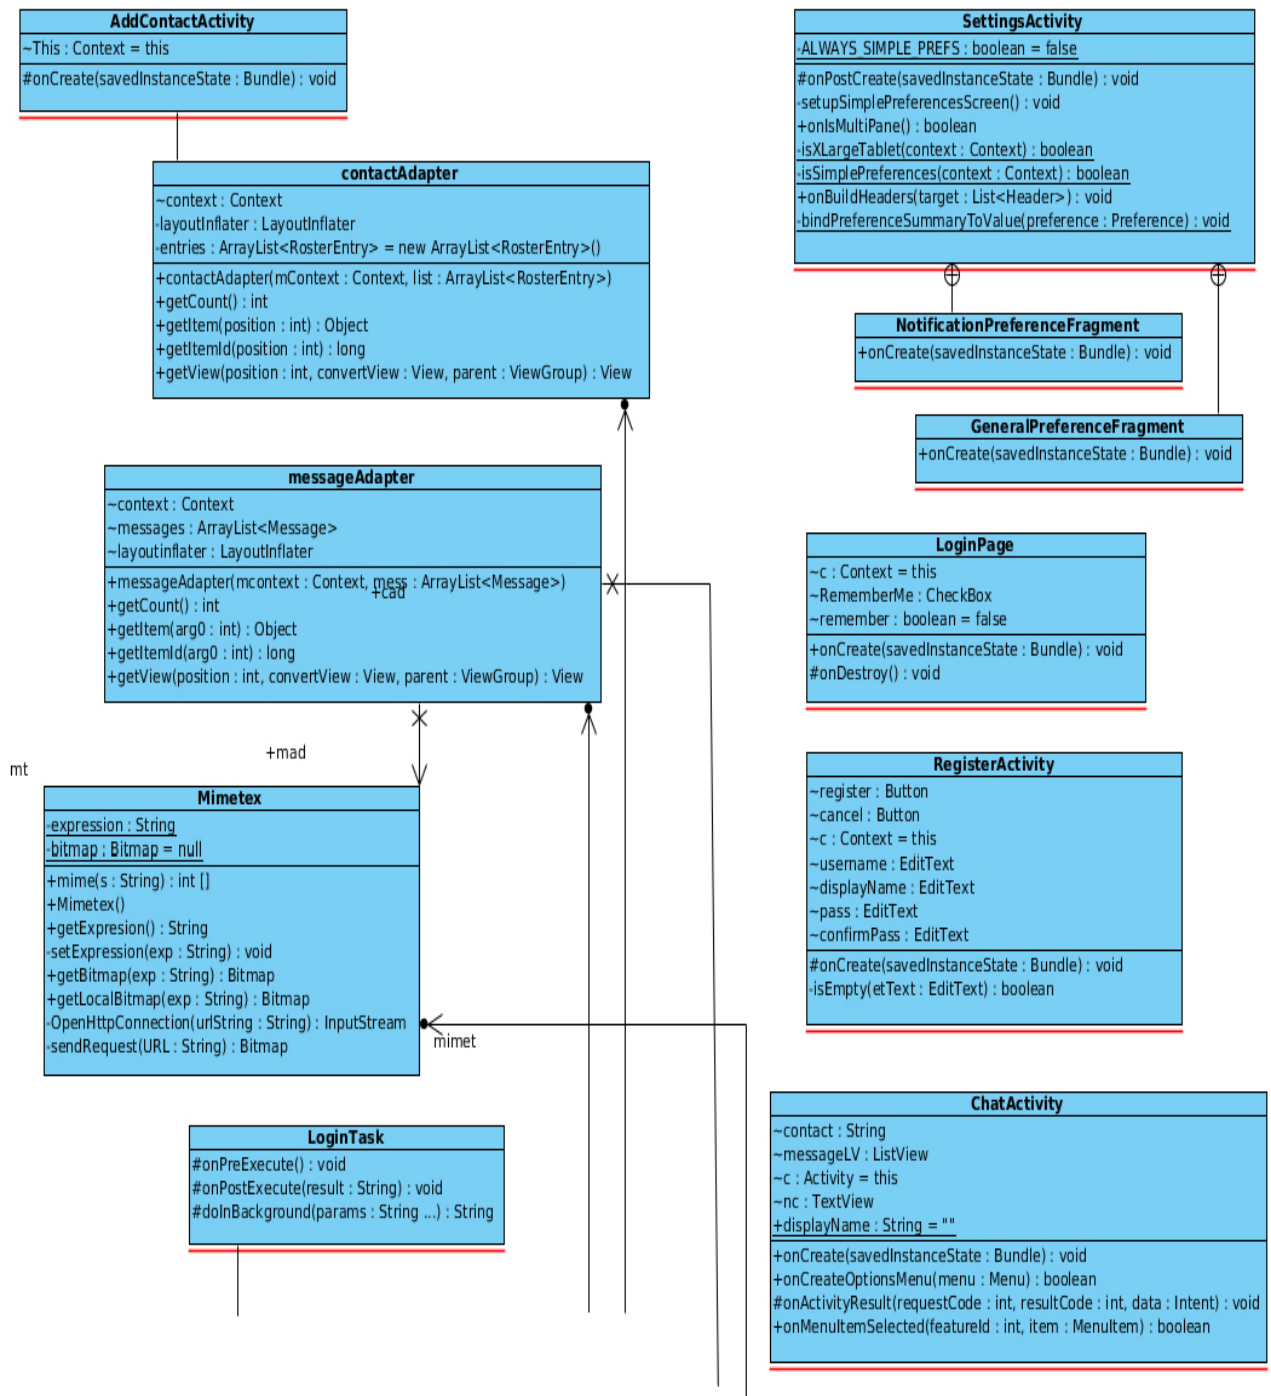 AddContactActivity
~This : Context = this
#onCreate(savedInstanceState : Bundle) : void
contactAdapter
~context : Context
-layoutInflater : LayoutInflater
-entries : ArrayList<RosterEntry> = new ArrayList<RosterEntry>()
+contactAdapter(mContext : Context, list : ArrayList<RosterEntry>)
+getCount() : int
+getItem(position : int) : Object
+getItemId(position : int) : long
+getView(position : int, convertView : View, parent : ViewGroup) : View
messageAdapter
~context : Context
~messages : ArrayList<Message>
~layoutinflater : LayoutInflater
+messageAdapter(mcontext : Context, mess : ArrayList<Message>)
+cad
+getCount() : int
+getItem(arg0 : int) : Object
+getItemId(arg0 : int) : long
+getView(position : int, convertView : View, parent : ViewGroup) : View
+mad
mt
Mimetex
-expression : String
-bitmap : Bitmap = null
+mime(s : String) : int []
+Mimetex()
+getExpresion() : String
-setExpression(exp : String) : void
+getBitmap(exp : String) : Bitmap
+getLocalBitmap(exp : String) : Bitmap
-OpenHttpConnection(urlString : String) : InputStream
-sendRequest(URL : String) : Bitmap
mimet
LoginTask
#onPreExecute() : void
#onPostExecute(result : String) : void
#doInBackground(params : String ...) : String
SettingsActivity
-ALWAYS_SIMPLE_PREFS : boolean = false
#onPostCreate(savedInstanceState : Bundle) : void
-setupSimplePreferencesScreen() : void
+onIsMultiPane() : boolean
-isXLargeTablet(context : Context) : boolean
-isSimplePreferences(context : Context) : boolean
+onBuildHeaders(target : List<Header>) : void
-bindPreferenceSummaryToValue(preference : Preference) : void
NotificationPreferenceFragment
+onCreate(savedInstanceState : Bundle) : void
GeneralPreferenceFragment
+onCreate(savedInstanceState : Bundle) : void
LoginPage
~c : Context = this
~RememberMe : CheckBox
~remember : boolean = false
+onCreate(savedInstanceState : Bundle) : void
#onDestroy() : void
RegisterActivity
~register : Button
~cancel : Button
~c : Context = this
~username : EditText
~displayName : EditText
~pass : EditText
~confirmPass : EditText
#onCreate(savedInstanceState : Bundle) : void
-isEmpty(etText : EditText) : boolean
ChatActivity
~contact : String
~messageLV : ListView
~c : Activity = this
~nc : TextView
+displayName : String = ""
+onCreate(savedInstanceState : Bundle) : void
+onCreateOptionsMenu(menu : Menu) : boolean
#onActivityResult(requestCode : int, resultCode : int, data : Intent) : void
+onMenuItemSelected(featureId : int, item : MenuItem) : boolean